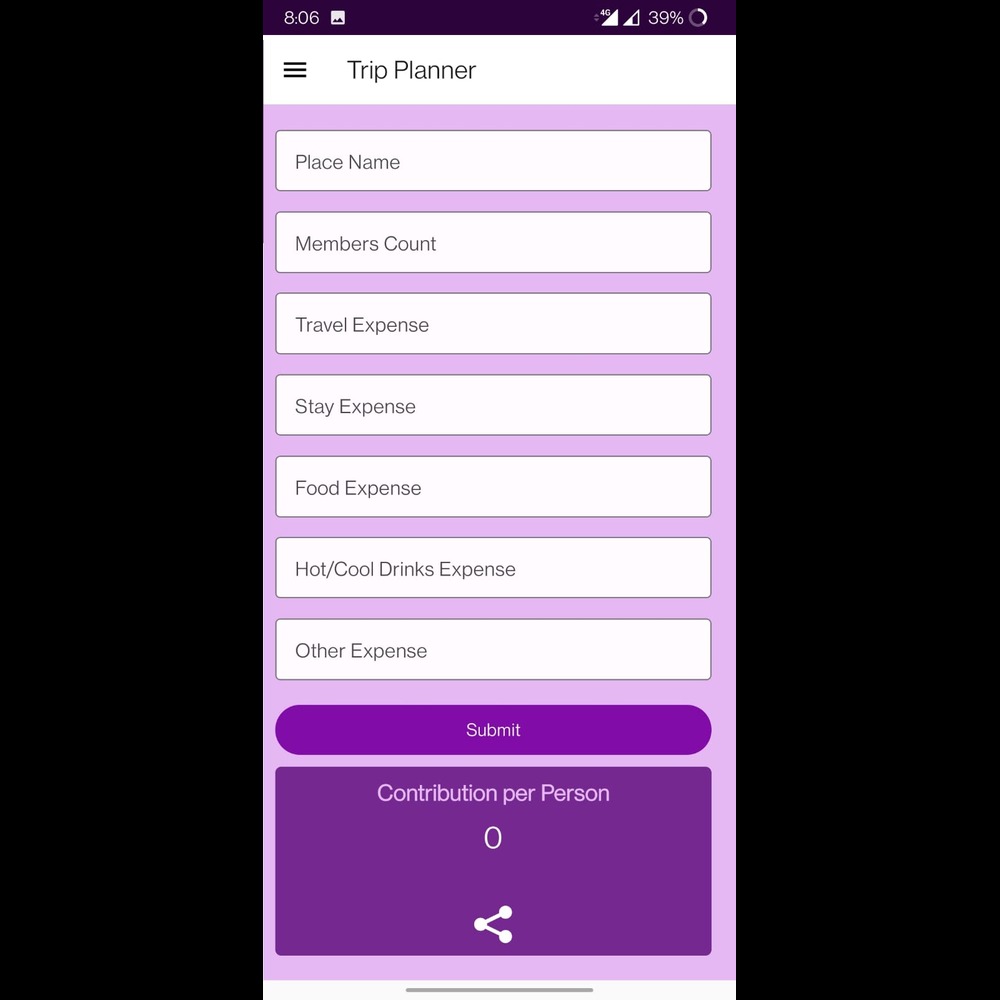 8:06 4G 39%
Trip Planner
Place Name
Members Count
Travel Expense
Stay Expense
Food Expense
Hot/Cool Drinks Expense
Other Expense
Submit
Contribution per Person
0